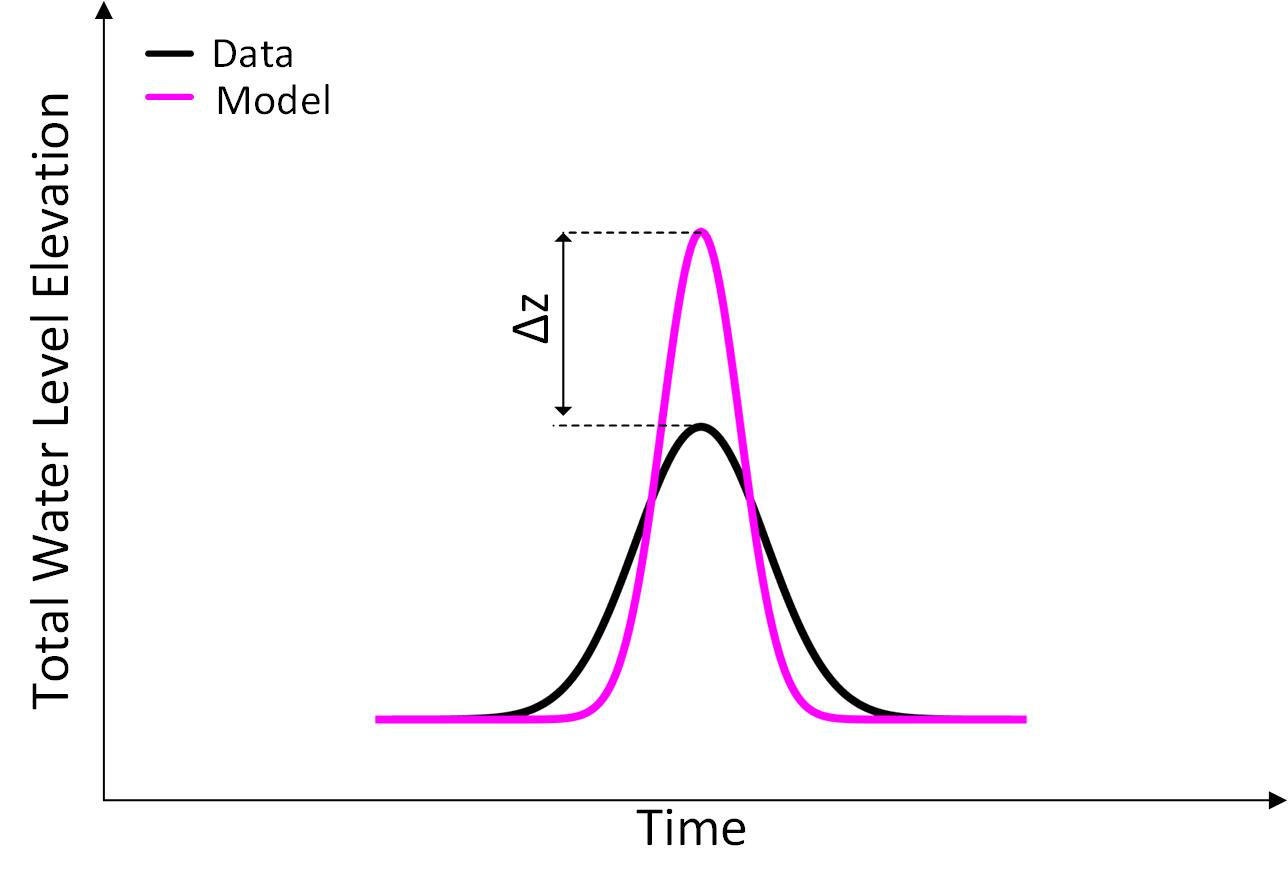 Data
Model
Total Water Level Elevation
Δz
Time